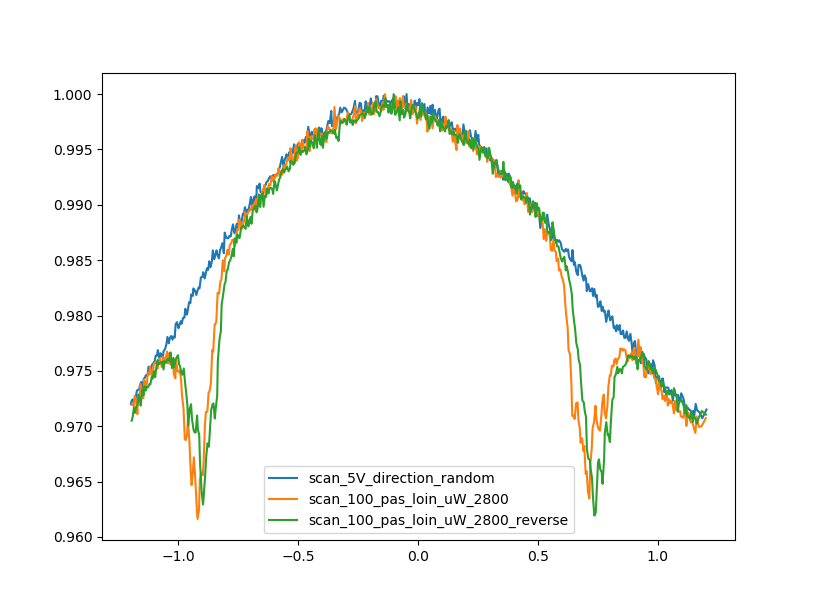 1.000
0.995
0.990
0.985
0.980
0.975
0.970
0.965
0.960
scan_5V_direction_random
scan_100_pas_loin_uW_2800
scan_100_pas_loin_uW_2800_reverse
−1.0 −0.5 0.0 0.5 1.0